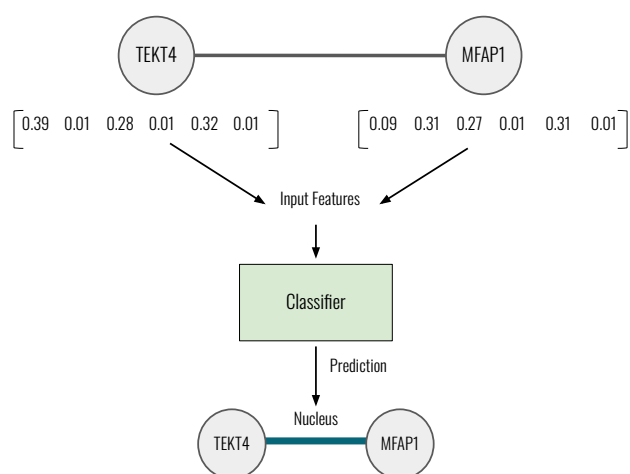 TEKT4 MFAP1
0.39 0.01 0.28 0.01 0.32 0.01 0.09 0.31 0.27 0.01 0.31 0.01
Input Features
Classifier
Prediction
Nucleus
TEKT4 MFAP1